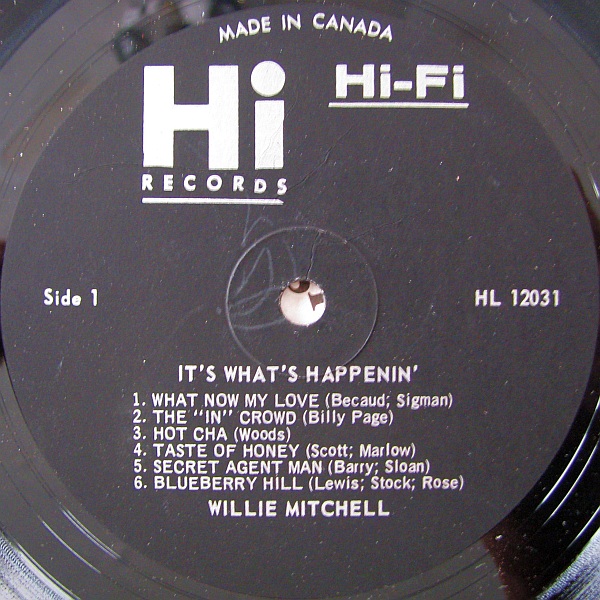 MADE IN CANADA
Hi
Hi-Fi
RECORDS
Side 1
HL 12031
IT'S WHAT'S HAPPENIN'
1. WHAT NOW MY LOVE (Becaud; Sigman)
2. THE "IN" CROWD (Billy Page)
3. HOT CHA (Woods)
4. TASTE OF HONEY (Scott; Marlow)
5. SECRET AGENT MAN (Barry; Sloan)
6. BLUEBERRY HILL (Lewis; Stock; Rose)
WILLIE MITCHELL